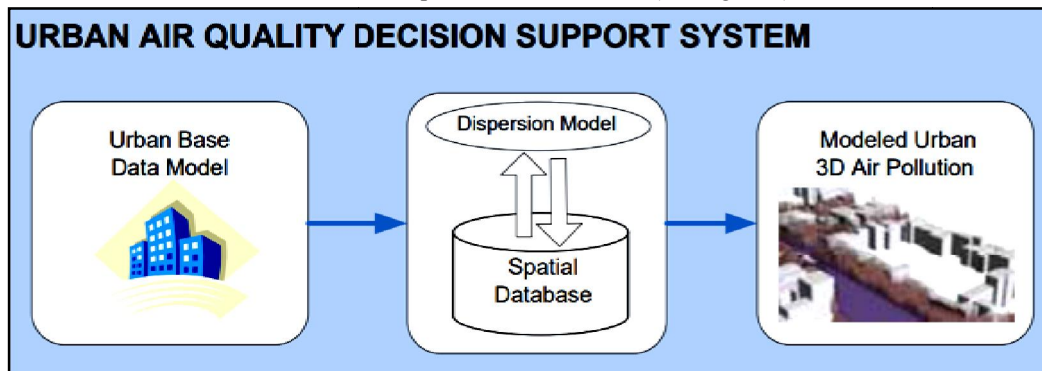 URBAN AIR QUALITY DECISION SUPPORT SYSTEM
Urban Base
Data Model
Dispersion Model
Spatial
Database
Modeled Urban
3D Air Pollution